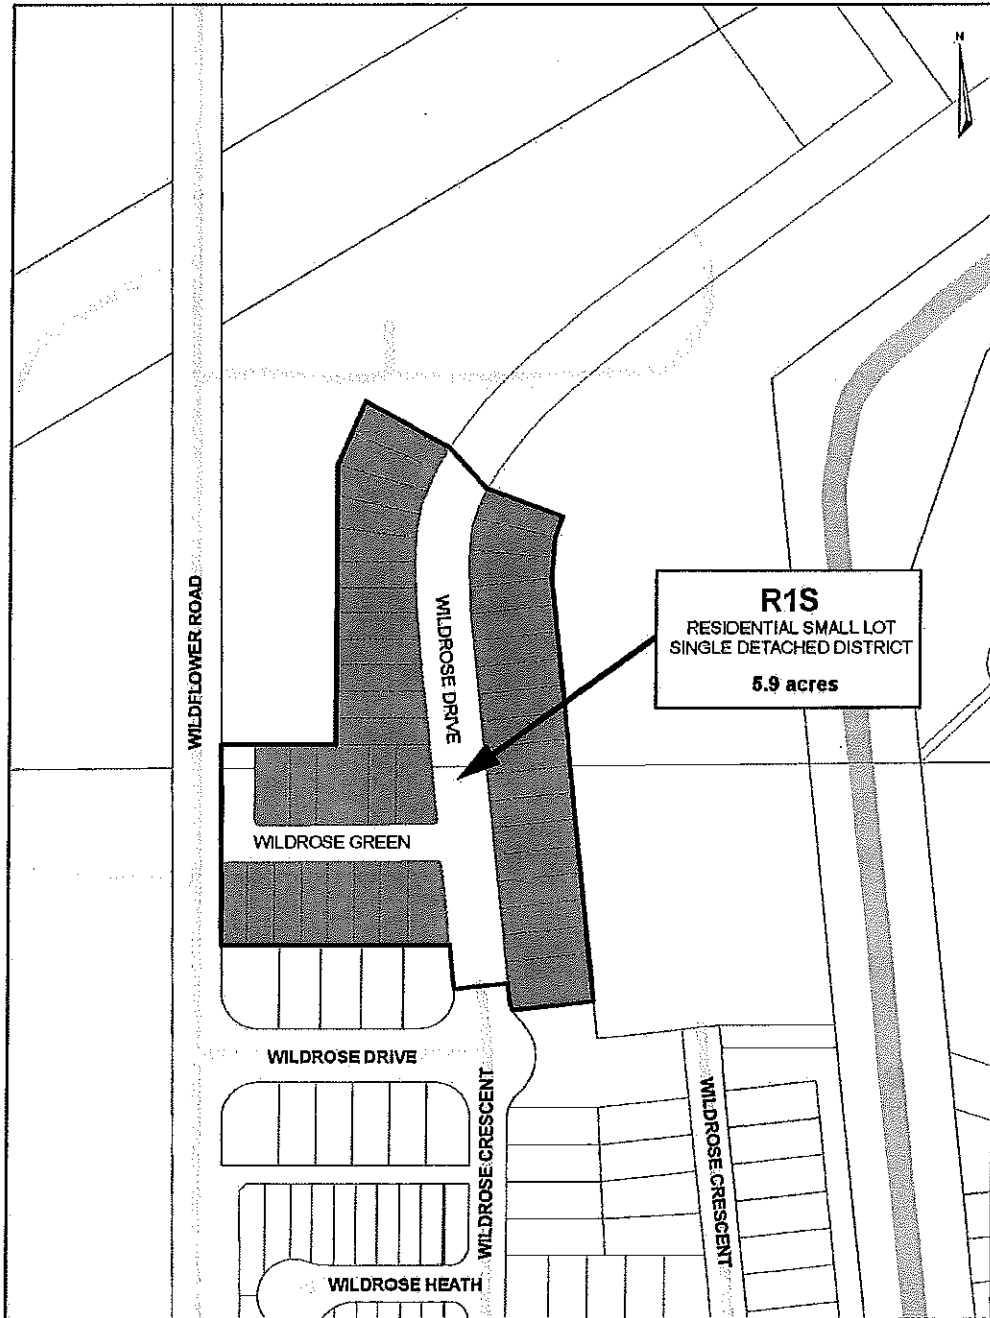 N
WILDFLOWER ROAD
WILDROSE DRIVE
R1S
RESIDENTIAL SMALL LOT
SINGLE DETACHED DISTRICT
5.9 acres
WILDROSE GREEN
WILDROSE DRIVE
WILDROSE CRESCENT
WILDROSE CRESCENT
WILDROSE HEATH